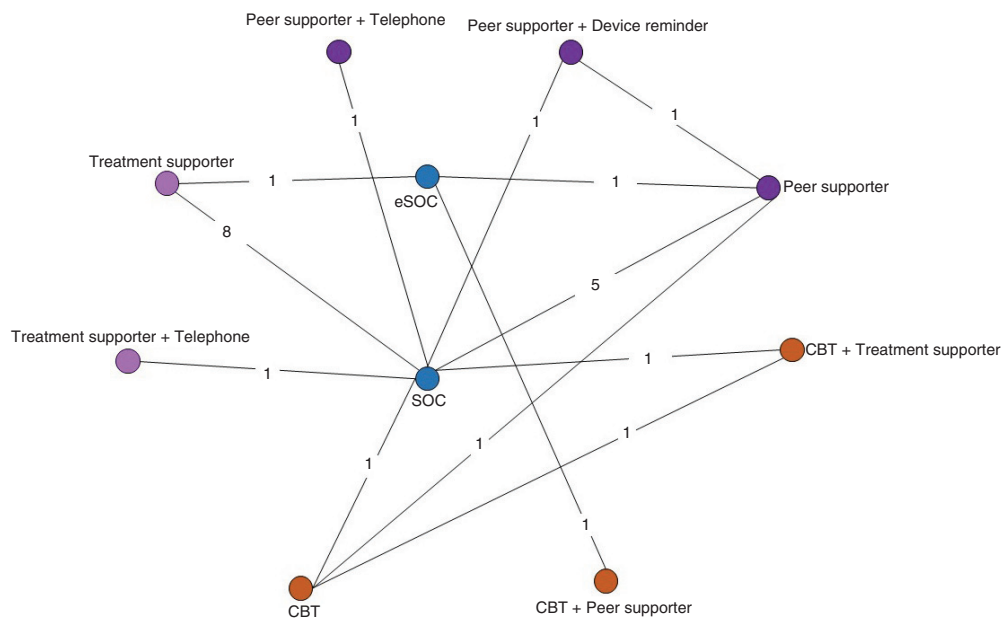 Peer supporter + Telephone
Peer supporter + Device reminder
1
1
1
Treatment supporter
1
eSOC
1
Peer supporter
8
5
Treatment supporter + Telephone
1
SOC
1
CBT + Treatment supporter
1
1
1
1
CBT
CBT + Peer supporter